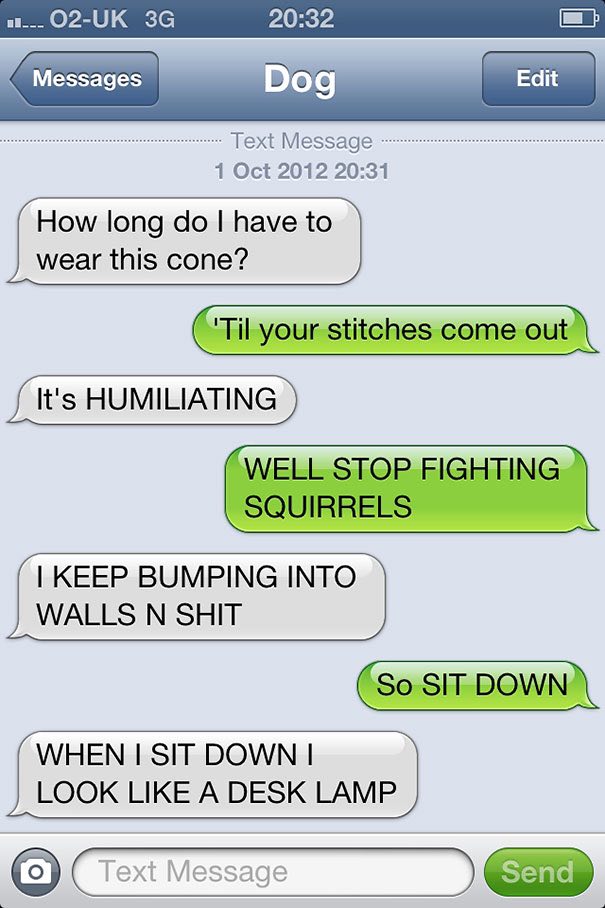 O2-UK 3G 20:32
Messages Dog Edit
Text Message
1 Oct 2012 20:31
How long do I have to
wear this cone?
'Til your stitches come out
It's HUMILIATING
WELL STOP FIGHTING
SQUIRRELS
I KEEP BUMPING INTO
WALLS N SHIT
So SIT DOWN
WHEN I SIT DOWN I
LOOK LIKE A DESK LAMP
Text Message Send